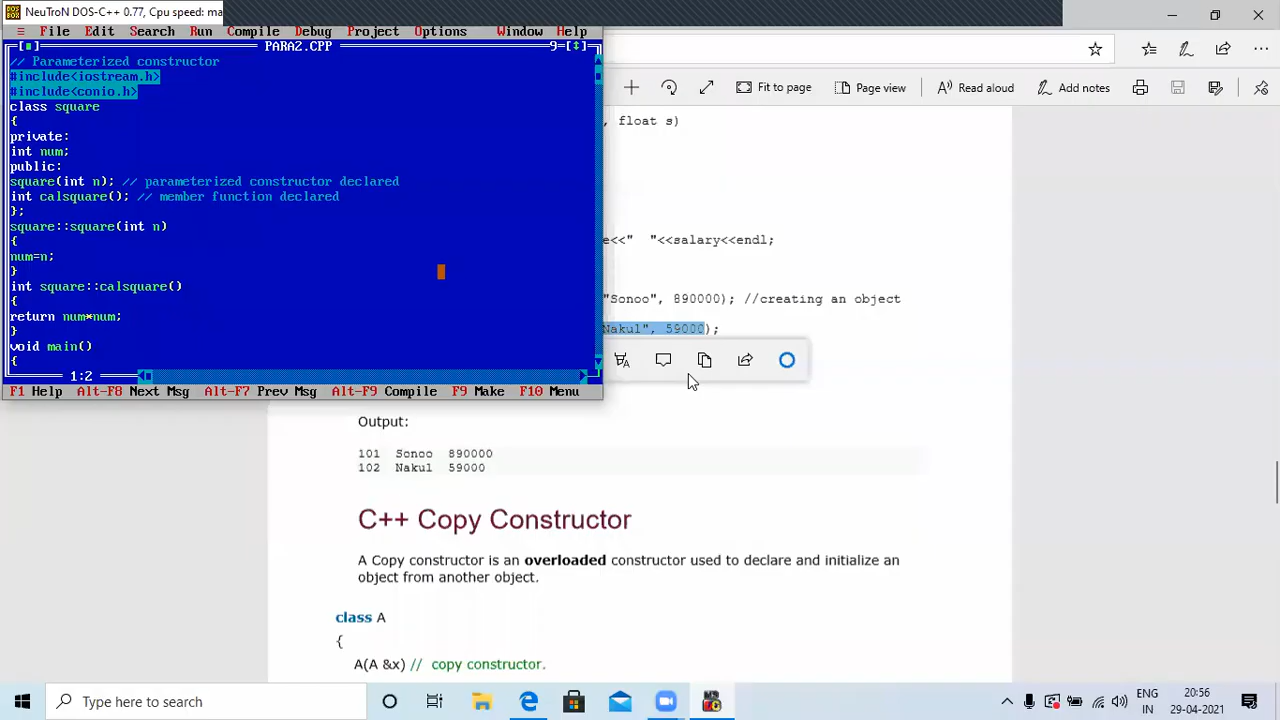 NeuTroN DOS-C++ 0.77, Cpu speed: ma
≡ File Edit Search Run Compile Debug Project Options Window Help
PARA2.CPP
9
// Parameterized constructor
#include<iostream.h>
#include<conio.h>
class square
{
private:
int num;
public:
square(int n); // parameterized constructor declared
int calsquare(); // member function declared
};
square::square(int n)
{
num=n;
}
int square::calsquare()
{
return num*num;
}
void main()
{
1:2
F1 Help Alt-F8 Next Msg Alt-F7 Prev Msg Alt-F9 Compile F9 Make F10 Menu
Fit to page
Page view
Read aloud
Add notes
, float s)
e<<" "<<salary<<endl;
"Sonoo", 890000); //creating an object
Nakul", 59000);
Output:
101 Sonoo 890000
102 Nakul 59000
C++ Copy Constructor
A Copy constructor is an overloaded constructor used to declare and initialize an
object from another object.
class A
{
A(A &x) // copy constructor.
Type here to search
ENG
IN
20:56
29-04-2021